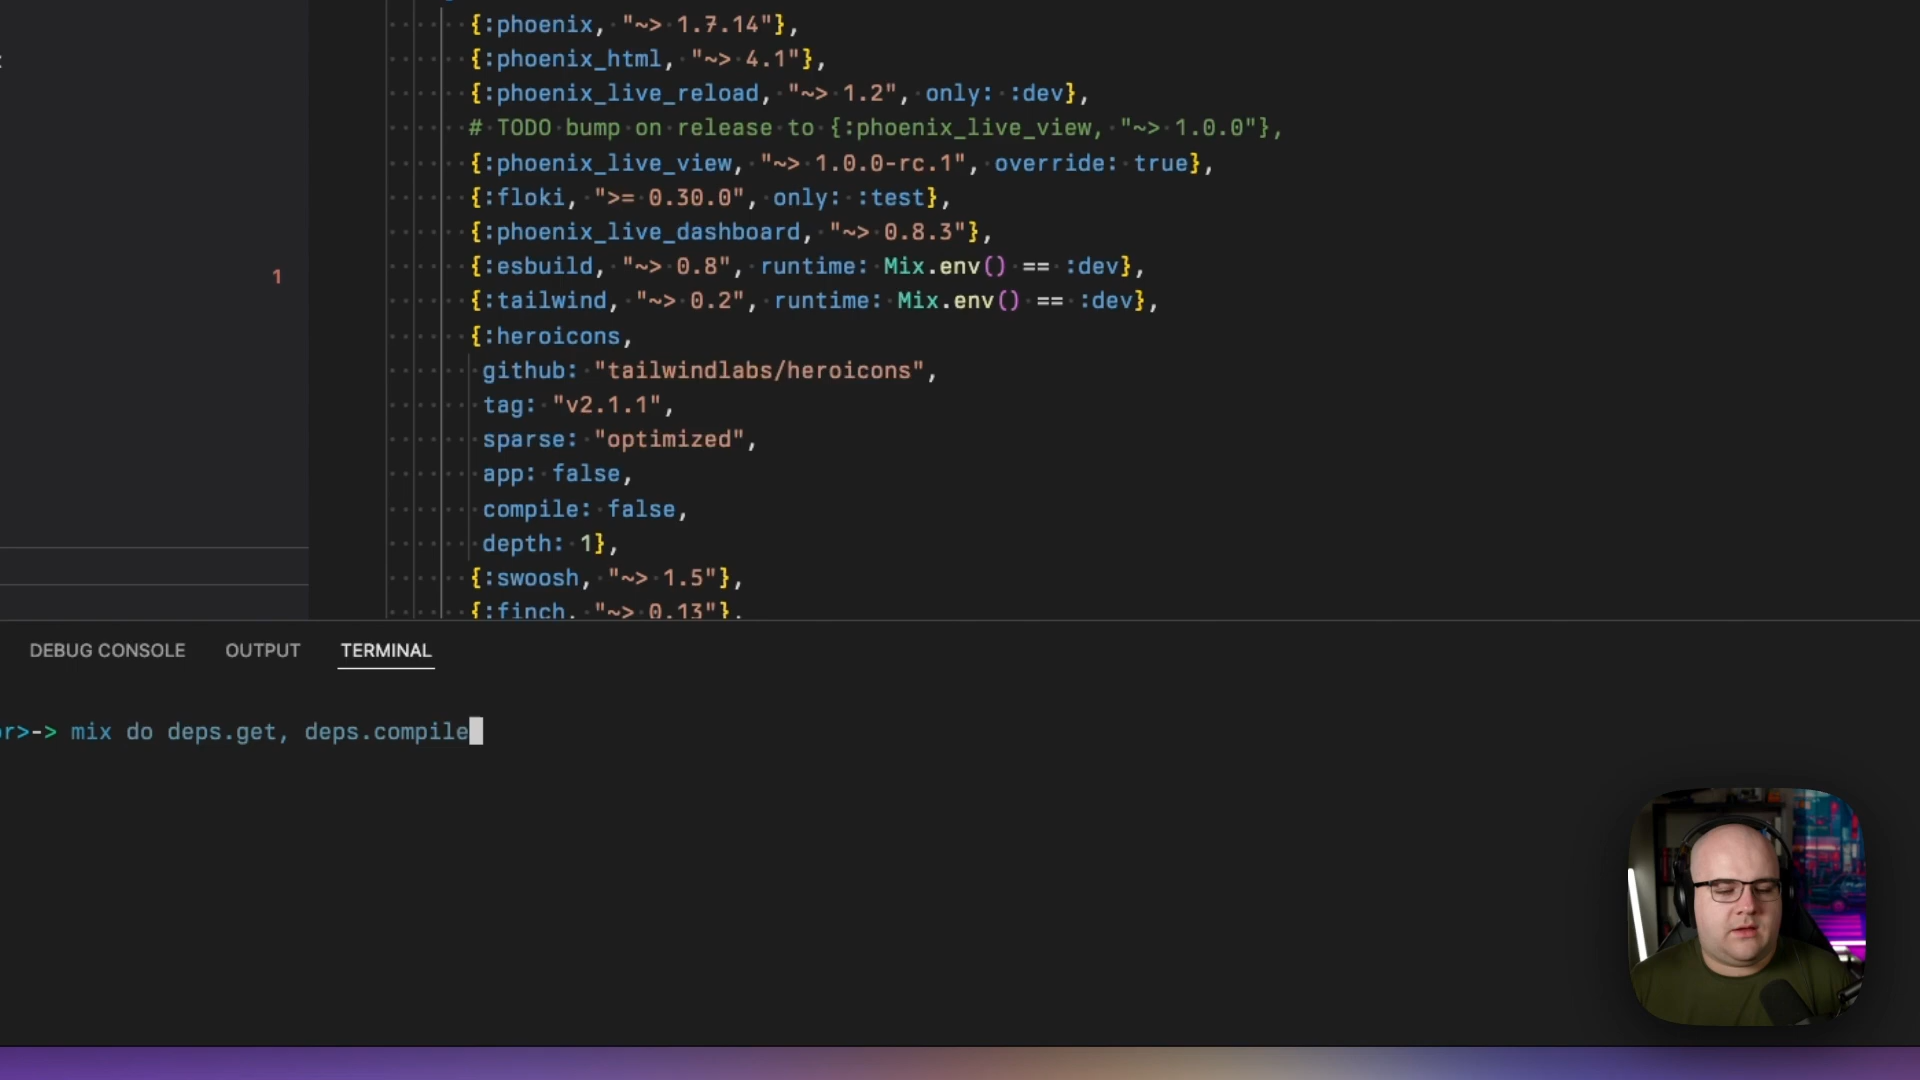 {:phoenix, "~> 1.7.14"},
{:phoenix_html, "~> 4.1"},
{:phoenix_live_reload, "~> 1.2", only: :dev},
# TODO bump on release to {:phoenix_live_view, "~> 1.0.0"},
{:phoenix_live_view, "~> 1.0.0-rc.1", override: true},
{:floki, ">= 0.30.0", only: :test},
{:phoenix_live_dashboard, "~> 0.8.3"},
{:esbuild, "~> 0.8", runtime: Mix.env() == :dev},
1
{:tailwind, "~> 0.2", runtime: Mix.env() == :dev},
{:heroicons,
github: "tailwindlabs/heroicons",
tag: "v2.1.1",
sparse: "optimized",
app: false,
compile: false,
depth: 1},
{:swoosh, "~> 1.5"},
{:finch, "~> 0.13"},
DEBUG CONSOLE OUTPUT TERMINAL
r>-> mix do deps.get, deps.compile